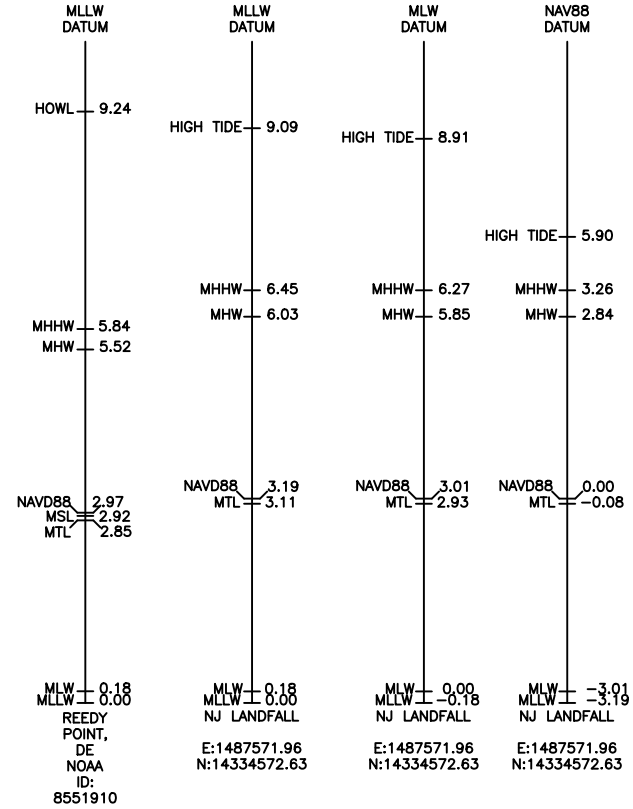 MLLW
DATUM
HOWL 9.24
MHHW 5.84
MHW 5.52
NAVD88 2.97
MSL 2.92
MTL 2.85
MLW 0.18
MLLW 0.00
REEDY
POINT,
DE
NOAA
ID:
8551910
MLLW
DATUM
HIGH TIDE 9.09
MHHW 6.45
MHW 6.03
NAVD88 3.19
MTL 3.11
MLW 0.18
MLLW 0.00
NJ LANDFALL
E:1487571.96
N:14334572.63
MLW
DATUM
HIGH TIDE 8.91
MHHW 6.27
MHW 5.85
NAVD88 3.01
MTL 2.93
MLW 0.00
MLLW -0.18
NJ LANDFALL
E:1487571.96
N:14334572.63
NAV88
DATUM
HIGH TIDE 5.90
MHHW 3.26
MHW 2.84
NAVD88 0.00
MTL -0.08
MLW -3.01
MLLW -3.19
NJ LANDFALL
E:1487571.96
N:14334572.63